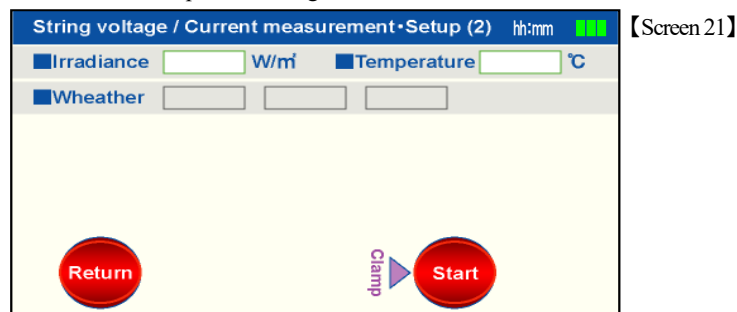 String voltage / Current measurement・Setup (2) hh:mm
【Screen 21】
■Irradiance W/㎡ ■Temperature ℃
■Wheather
Return
Clamp
Start